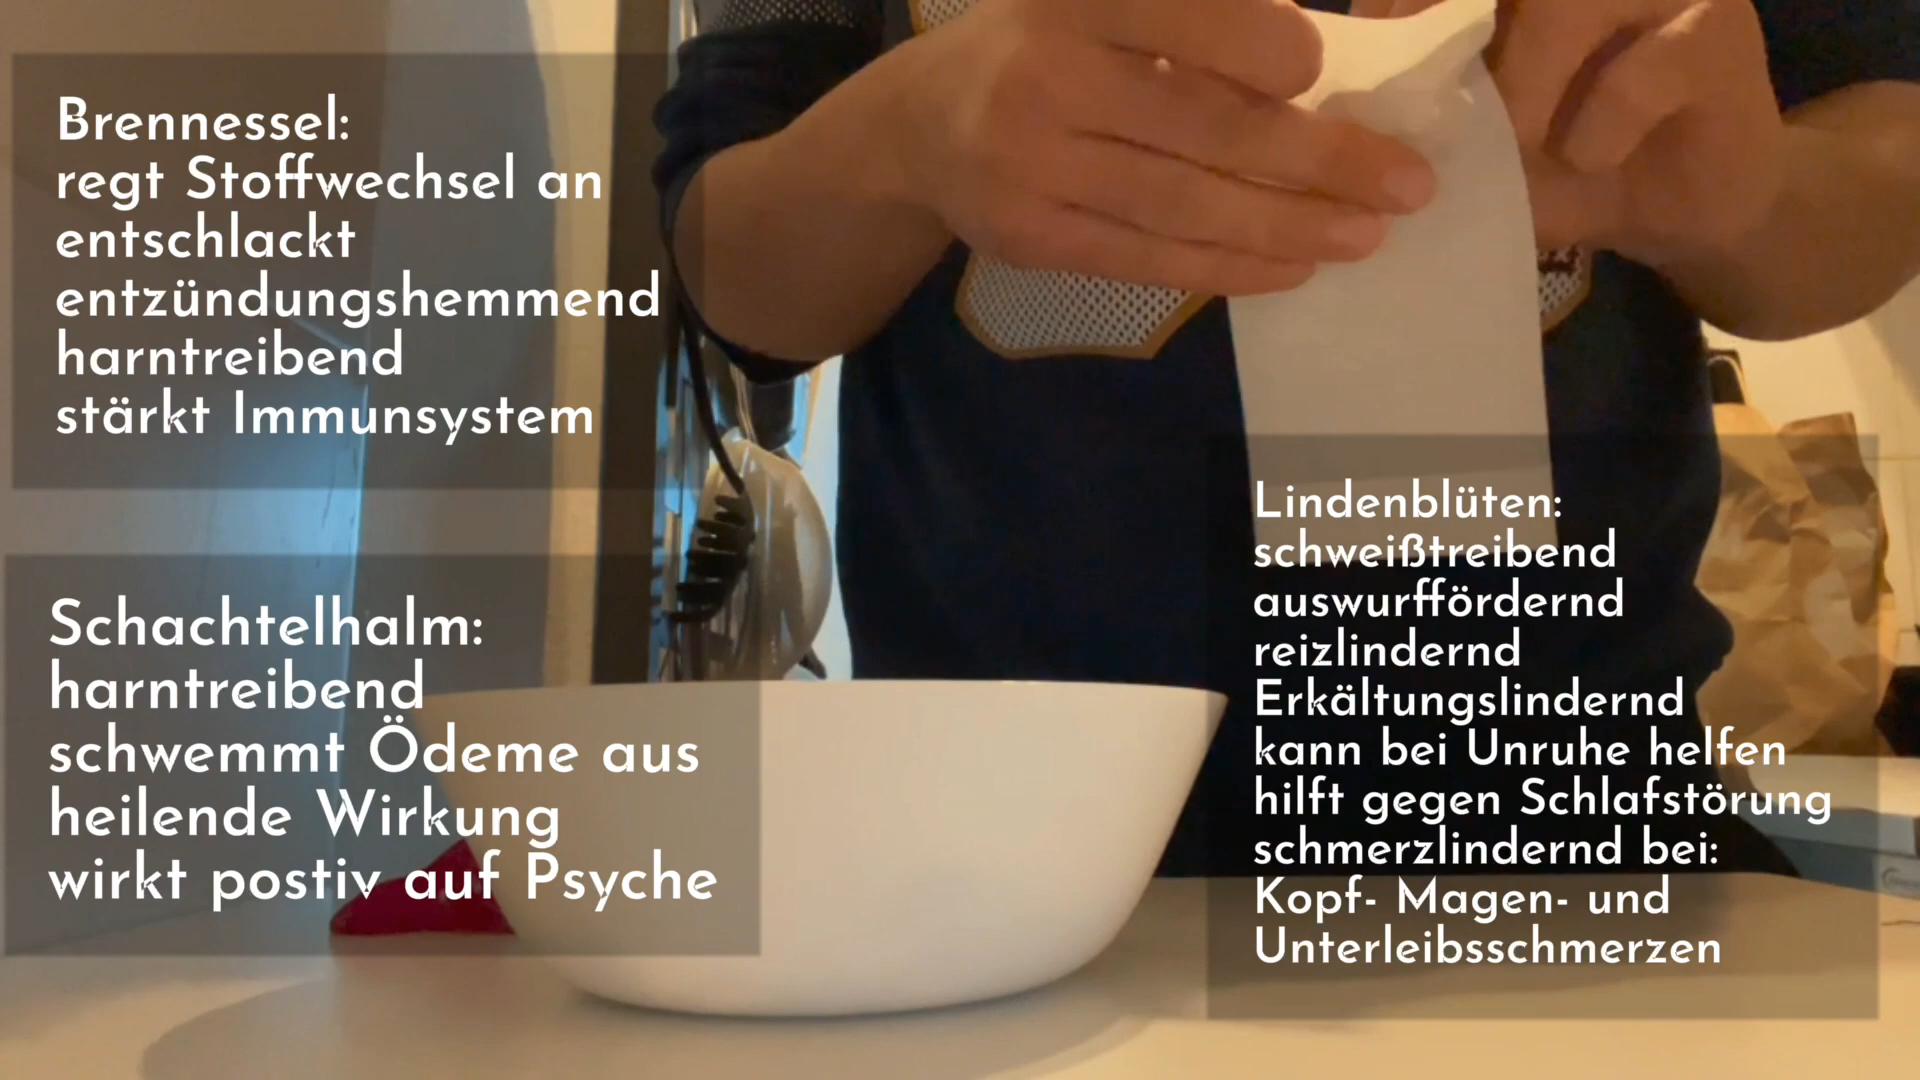 Brennessel:
regt Stoffwechsel an
entschlackt
entzündungshemmend
harntreibend
stärkt Immunsystem
Schachtelhalm:
harntreibend
schwemmt Ödeme aus
heilende Wirkung
wirkt postiv auf Psyche
Lindenblüten:
schweißtreibend
auswurffördernd
reizlindernd
Erkältungslindernd
kann bei Unruhe helfen
hilft gegen Schlafstörung
schmerzlindernd bei:
Kopf- Magen- und
Unterleibsschmerzen